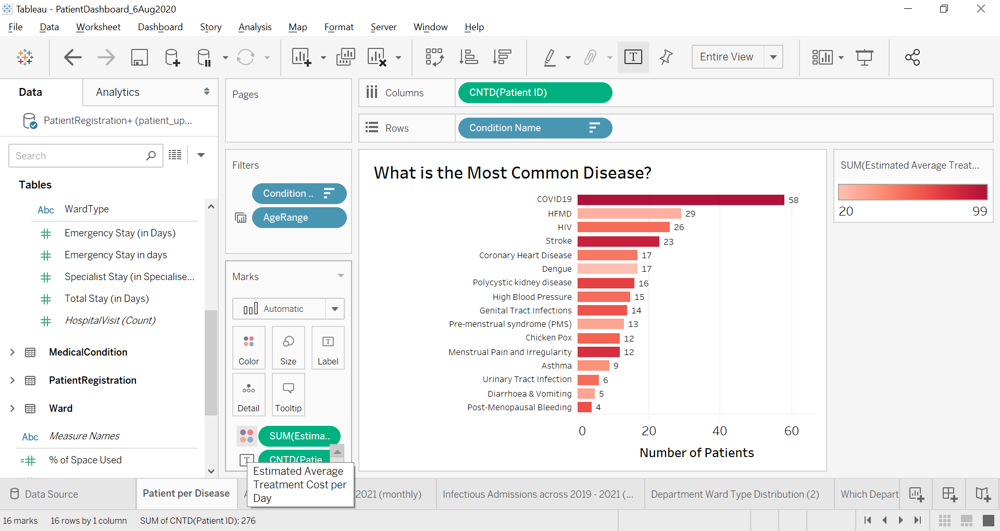 Tableau - PatientDashboard_6Aug2020
File Data Worksheet Dashboard Story Analysis Map Format Server Window Help
Entire View
Data Analytics
PatientRegistration+ (patient_up...
Search
Tables
Abc WardType
Emergency Stay (in Days)
Emergency Stay in days
Specialist Stay (in Specialise...
Total Stay (in Days)
HospitalVisit (Count)
MedicalCondition
PatientRegistration
Ward
Abc Measure Names
=# % of Space Used
Pages
Filters
Condition ..
AgeRange
Marks
Automatic
Color Size Label
Detail Tooltip
SUM(Estima..
CNTD(Patie
Estimated Average
Treatment Cost per
Day
Columns CNTD(Patient ID)
Rows Condition Name
What is the Most Common Disease?
COVID19 58
HFMD 29
HIV 26
Stroke 23
Coronary Heart Disease 17
Dengue 17
Polycystic kidney disease 16
High Blood Pressure 15
Genital Tract Infections 14
Pre-menstrual syndrome (PMS) 13
Chicken Pox 12
Menstrual Pain and Irregularity 12
Asthma 9
Urinary Tract Infection 6
Diarrhoea & Vomiting 5
Post-Menopausal Bleeding 4
0 20 40 60
Number of Patients
SUM(Estimated Average Treat...
20 99
Data Source Patient per Disease 2021 (monthly) Infectious Admissions across 2019 - 2021 (... Department Ward Type Distribution (2) Which Depart
16 marks 16 rows by 1 column SUM of CNTD(Patient ID): 276